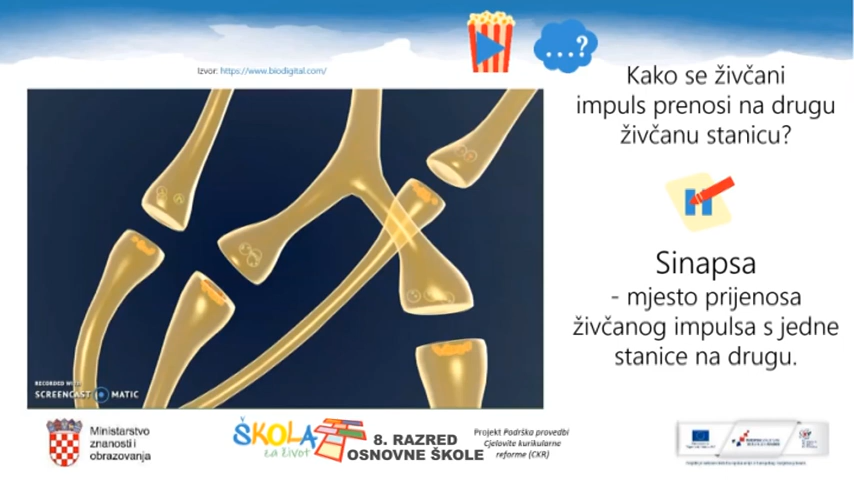 Izvor: https://www.biodigital.com/
...?
Kako se živčani
impuls prenosi na drugu
živčanu stanicu?
Sinapsa
- mjesto prijenosa
živčanog impulsa s jedne
stanice na drugu.
RECORDED WITH
SCREENCAST MATIC
Ministarstvo
znanosti i
obrazovanja
ŠKOLA
za život
8. RAZRED
OSNOVNE ŠKOLE
Projekt Podrška provedbi
Cjelovite kurikularne
reforme (CKR)